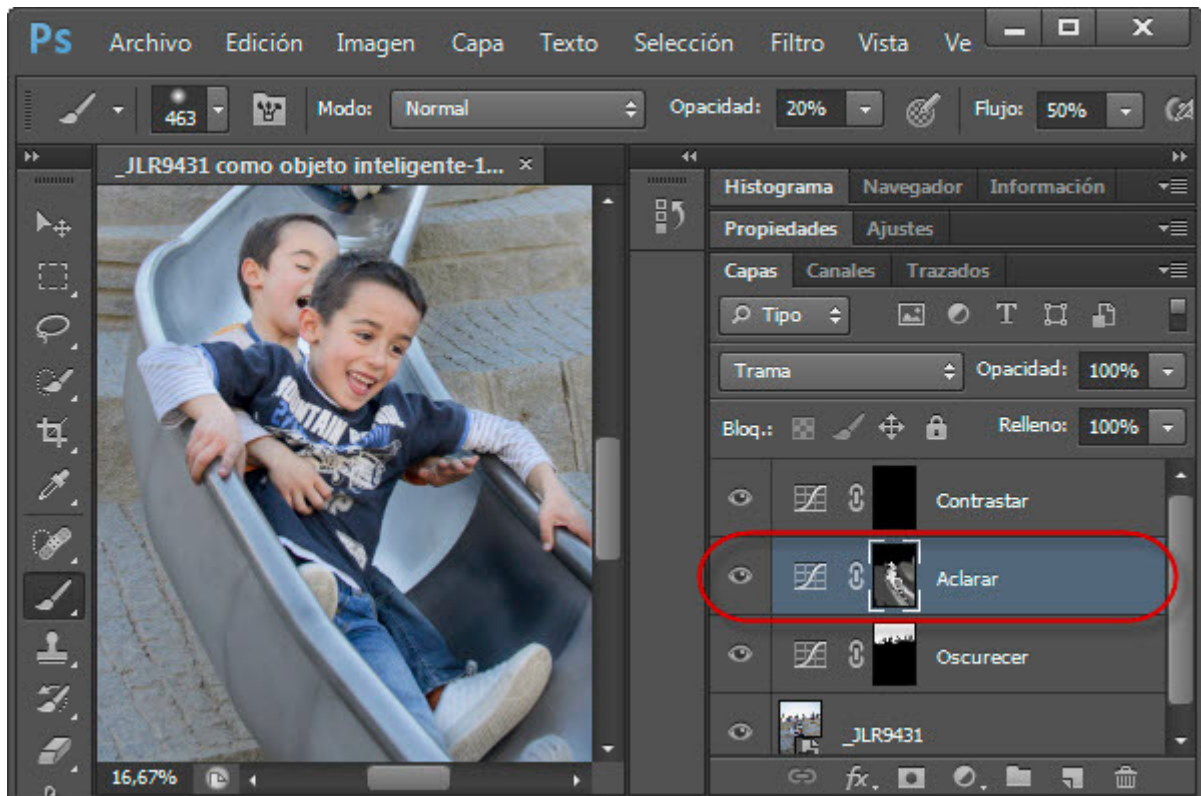 Ps Archivo Edición Imagen Capa Texto Selección Filtro Vista Ve
463 Modo: Normal Opacidad: 20% Flujo: 50%
_JLR9431 como objeto inteligente-1... ×
Histograma Navegador Información
Propiedades Ajustes
Capas Canales Trazados
Tipo
Trama Opacidad: 100%
Bloq.: Relleno: 100%
MOUNTAIN
Contrastar
Aclarar
Oscurecer
_JLR9431
16,67%
fx